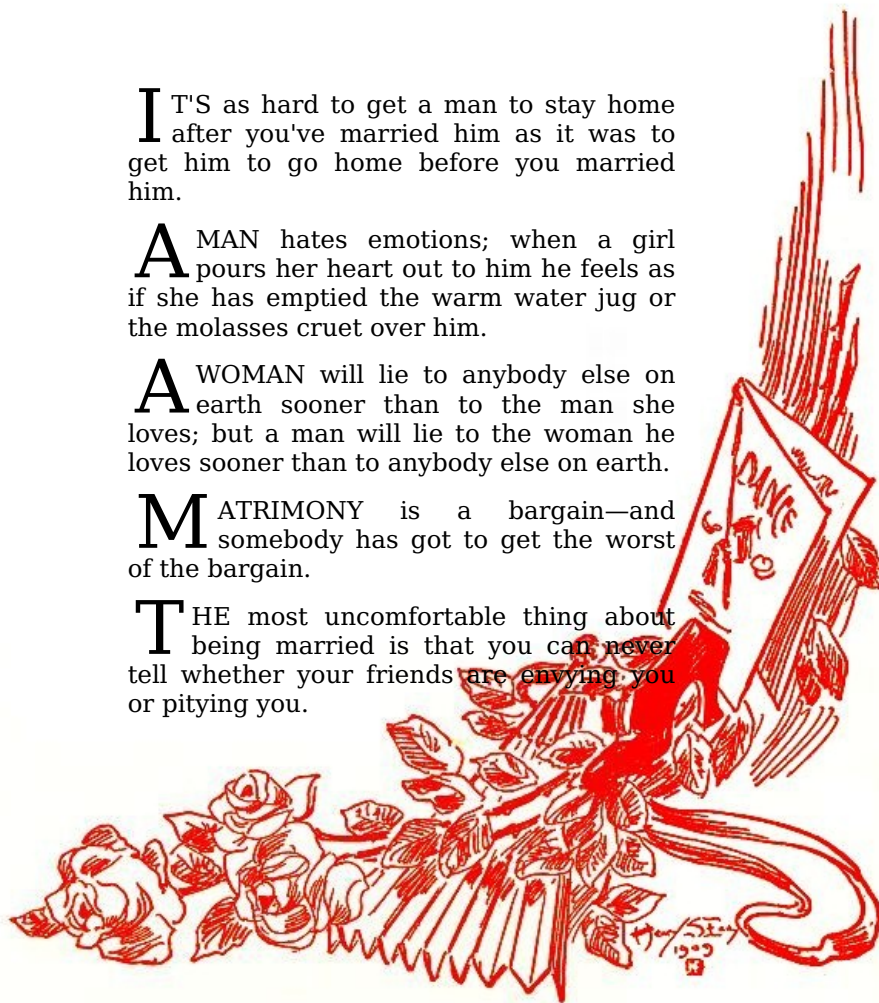 IT'S as hard to get a man to stay home
after you've married him as it was to
get him to go home before you married
him.
A MAN hates emotions; when a girl
pours her heart out to him he feels as
if she has emptied the warm water jug or
the molasses cruet over him.
A WOMAN will lie to anybody else on
earth sooner than to the man she
loves; but a man will lie to the woman he
loves sooner than to anybody else on earth.
MATRIMONY is a bargain—and
somebody has got to get the worst
of the bargain.
THE most uncomfortable thing about
being married is that you can never
tell whether your friends are envying you
or pitying you.
DANCE
1909